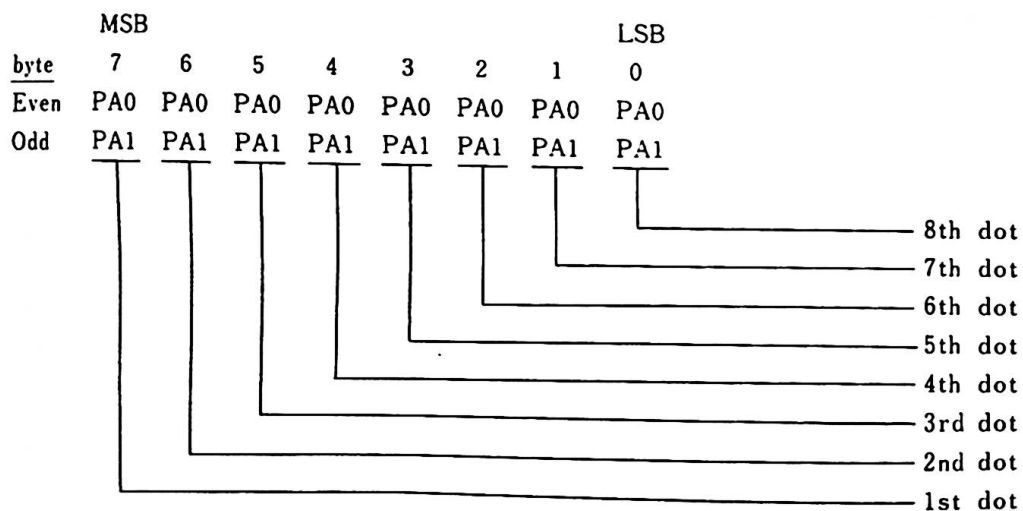 MSB LSB
byte 7 6 5 4 3 2 1 0
Even PA0 PA0 PA0 PA0 PA0 PA0 PA0 PA0
Odd PA1 PA1 PA1 PA1 PA1 PA1 PA1 PA1
8th dot
7th dot
6th dot
5th dot
4th dot
3rd dot
2nd dot
1st dot